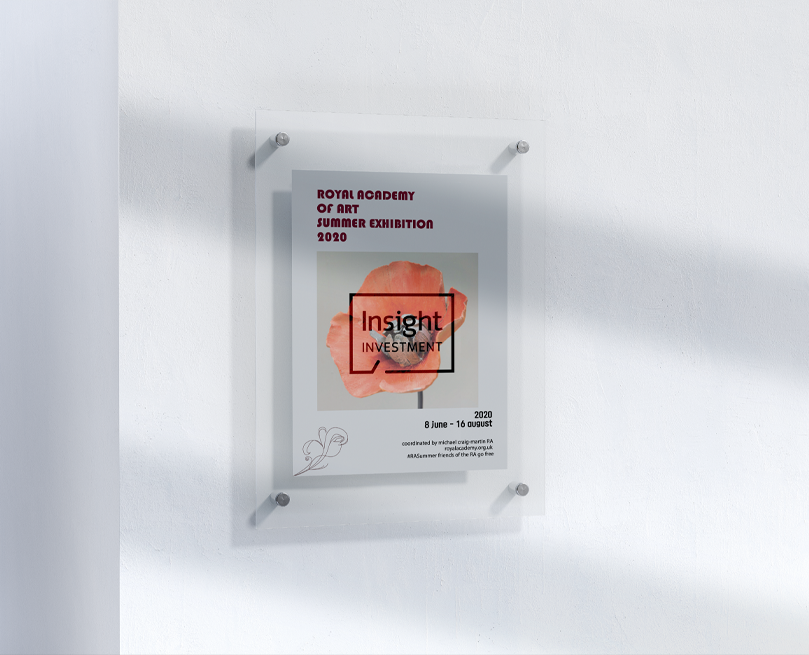 ROYAL ACADEMY
OF ART
SUMMER EXHIBITION
2020
Insight
INVESTMENT
2020
8 june - 16 august
coordinated by michael craig-martin RA
royalacademy.org.uk
#RASummer friends of the RA go free